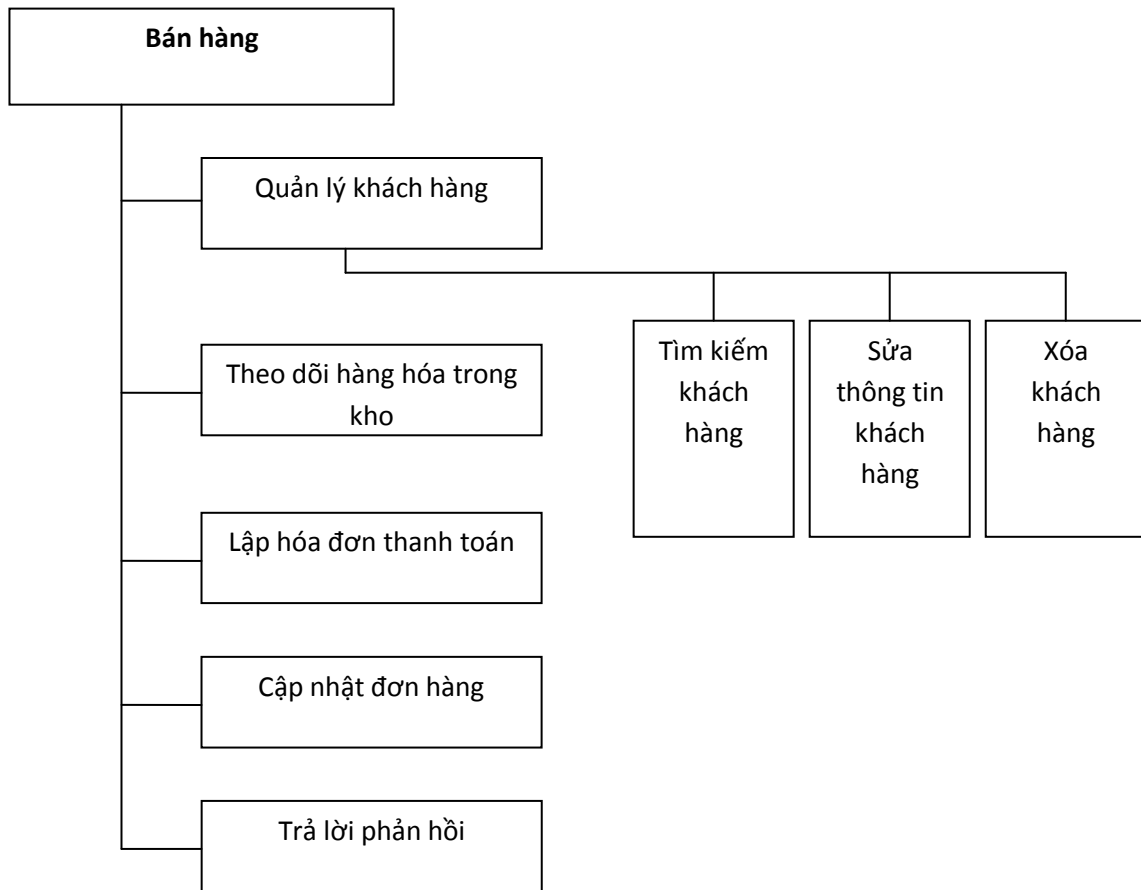 Bán hàng
Quản lý khách hàng
Tìm kiếm
khách
hàng
Sửa
thông tin
khách
hàng
Xóa
khách
hàng
Theo dõi hàng hóa trong
kho
Lập hóa đơn thanh toán
Cập nhật đơn hàng
Trả lời phản hồi